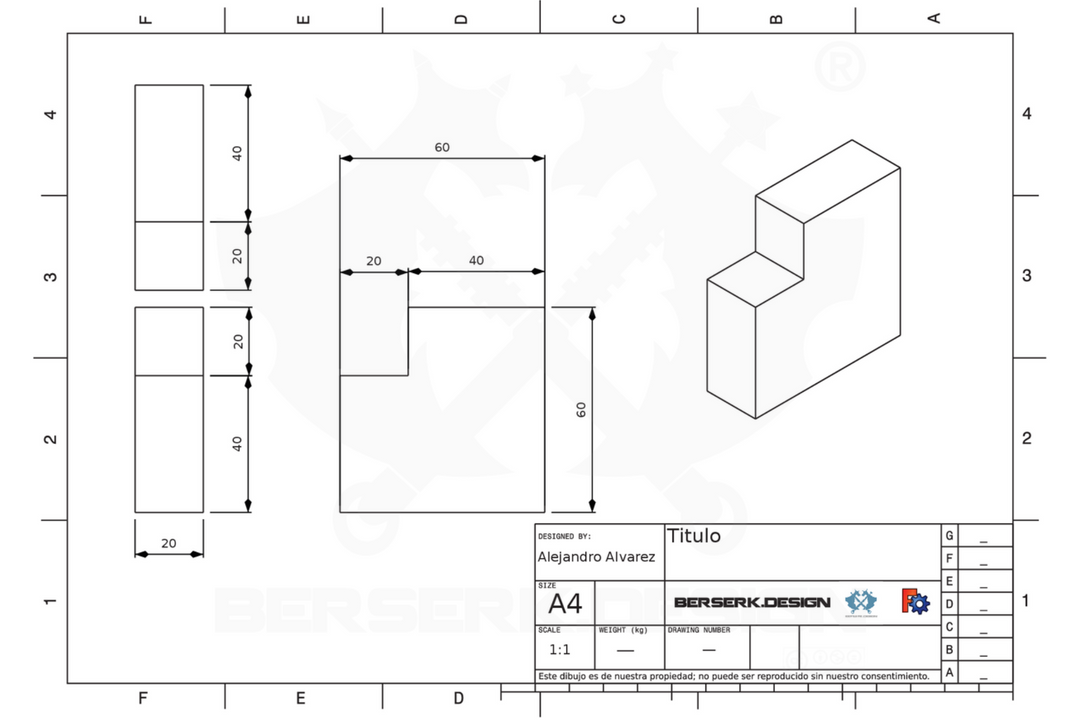 F E D C B A
®
4 4
40
60
20
20 40
3 3
20
60
40
2 2
20
DESIGNED BY:
Alejandro Alvarez
Titulo
G _
F _
E _
D _
C _
B _
A _
SIZE
A4
BERSERK.DESIGN
SCALE
1:1
WEIGHT (kg)
—
DRAWING NUMBER
—
Este dibujo es de nuestra propiedad; no puede ser reproducido sin nuestro consentimiento.
1 1
BERSERK.DESIGN
F E D